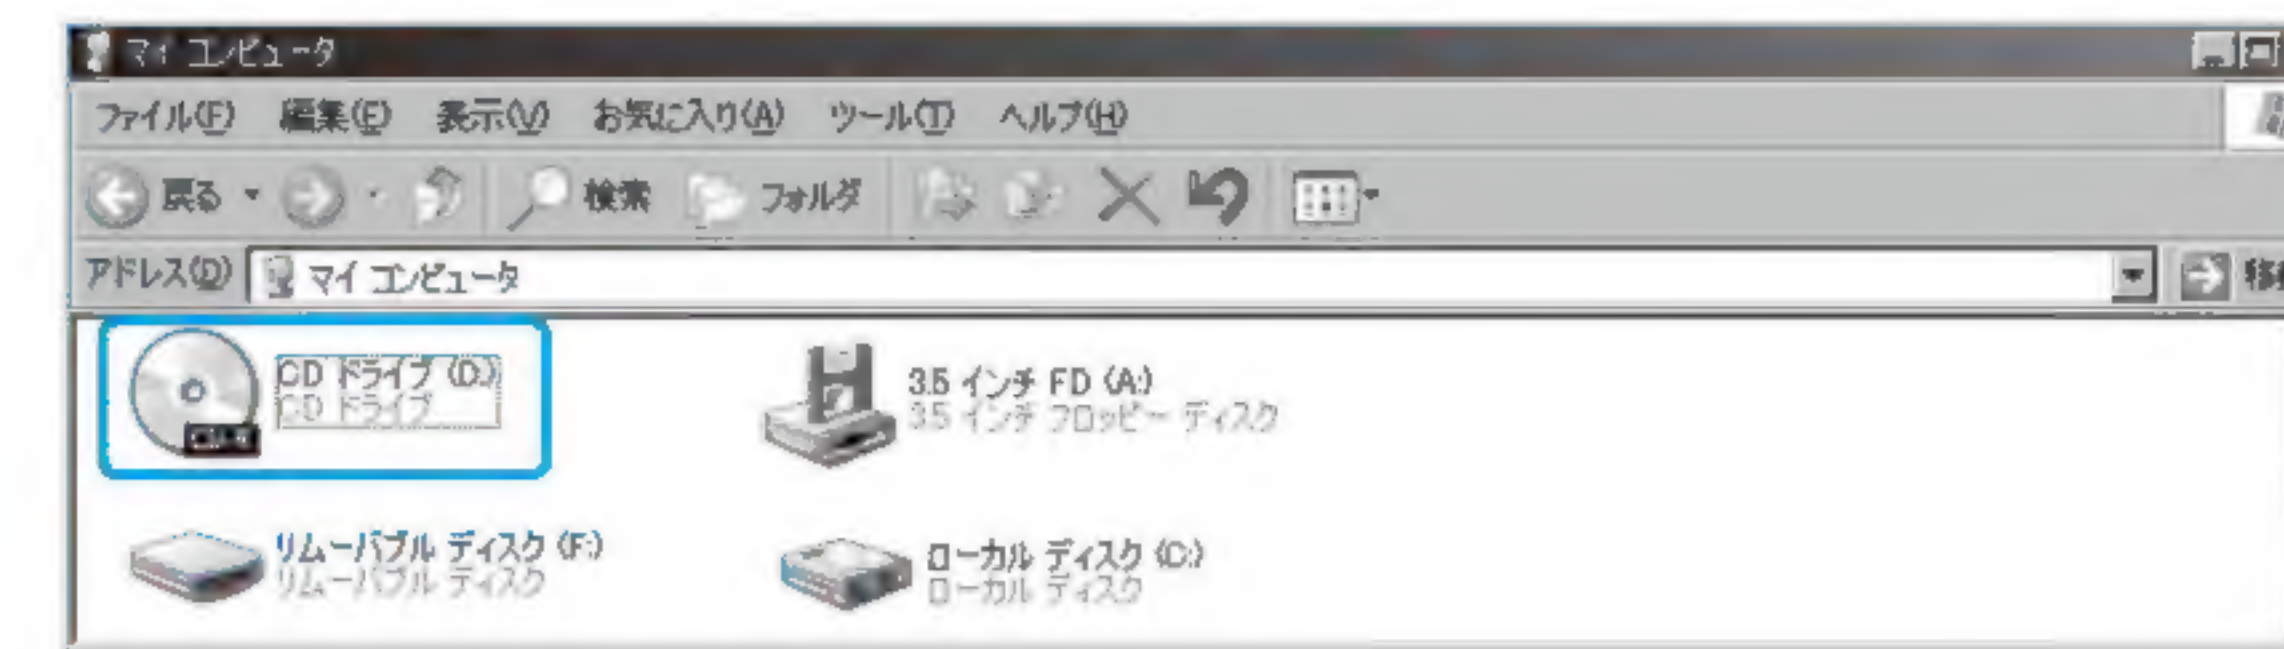 マイ コンピュータ
ファイル(F) 編集(E) 表示(V) お気に入り(A) ツール(T) ヘルプ(H)
戻る 検索 フォルダ
アドレス(D) マイ コンピュータ
CD ドライブ (D:)
CD ドライブ
3.5 インチ FD (A:)
3.5 インチ フロッピー ディスク
リムーバブル ディスク (F:)
リムーバブル ディスク
ローカル ディスク (C:)
ローカル ディスク